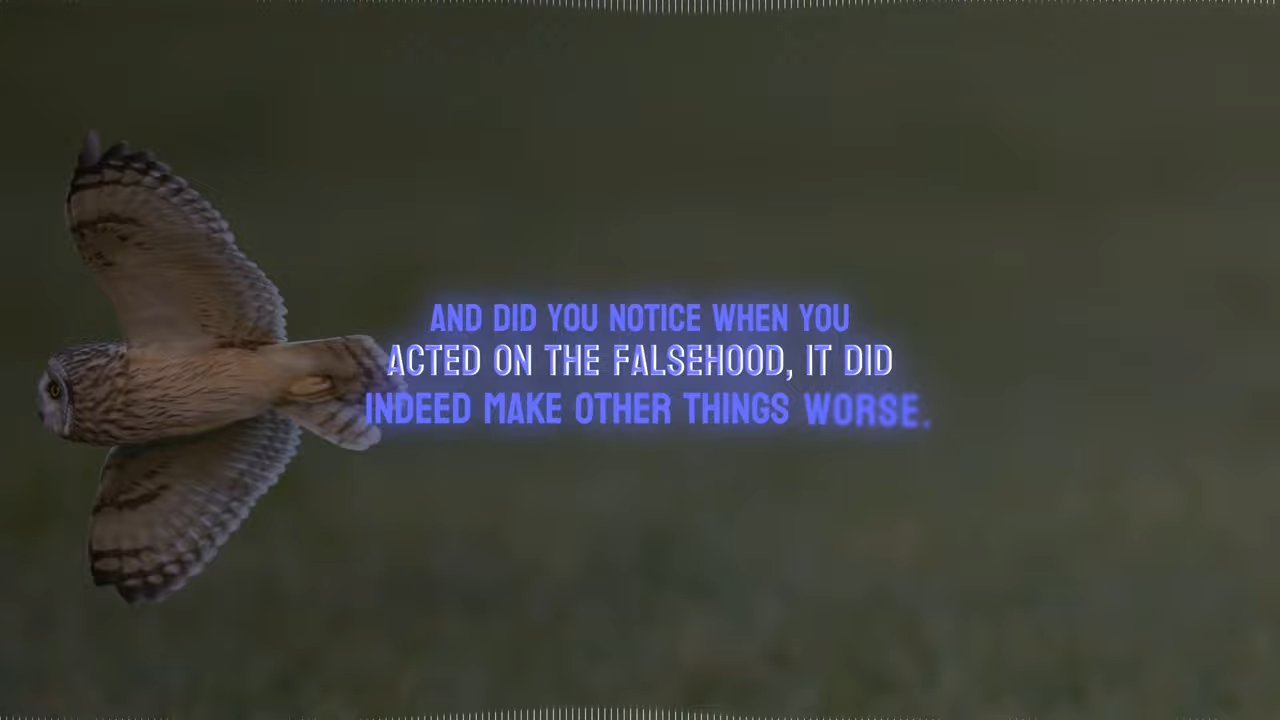 AND DID YOU NOTICE WHEN YOU
ACTED ON THE FALSEHOOD, IT DID
INDEED MAKE OTHER THINGS WORSE.